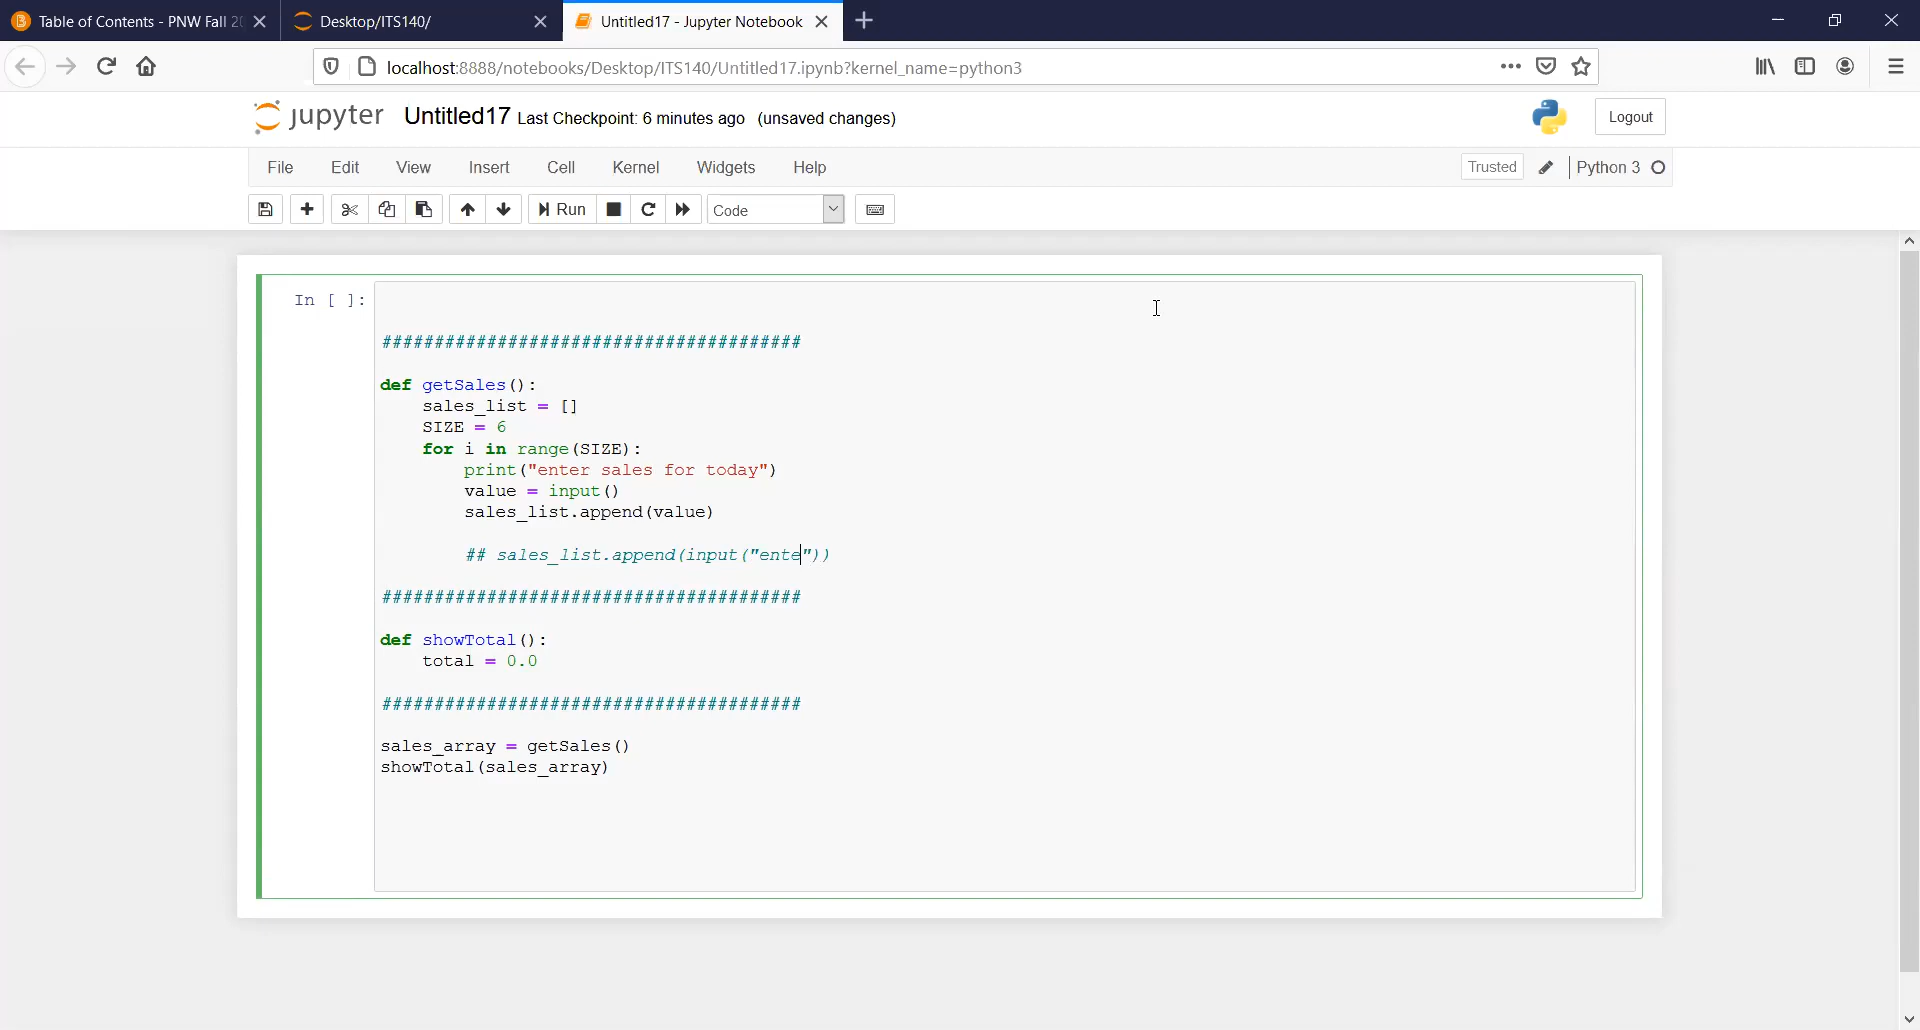 Table of Contents - PNW Fall 20
Desktop/ITS140/
Untitled17 - Jupyter Notebook
localhost:8888/notebooks/Desktop/ITS140/Untitled17.ipynb?kernel_name=python3
jupyter Untitled17 Last Checkpoint: 6 minutes ago (unsaved changes)
Logout
File Edit View Insert Cell Kernel Widgets Help
Trusted
Python 3
Run
Code
In [ ]:
########################################
def getSales():
    sales_list = []
    SIZE = 6
    for i in range(SIZE):
        print("enter sales for today")
        value = input()
        sales_list.append(value)
        ## sales_list.append(input("ente"))
########################################
def showTotal():
    total = 0.0
########################################
sales_array = getSales()
showTotal(sales_array)